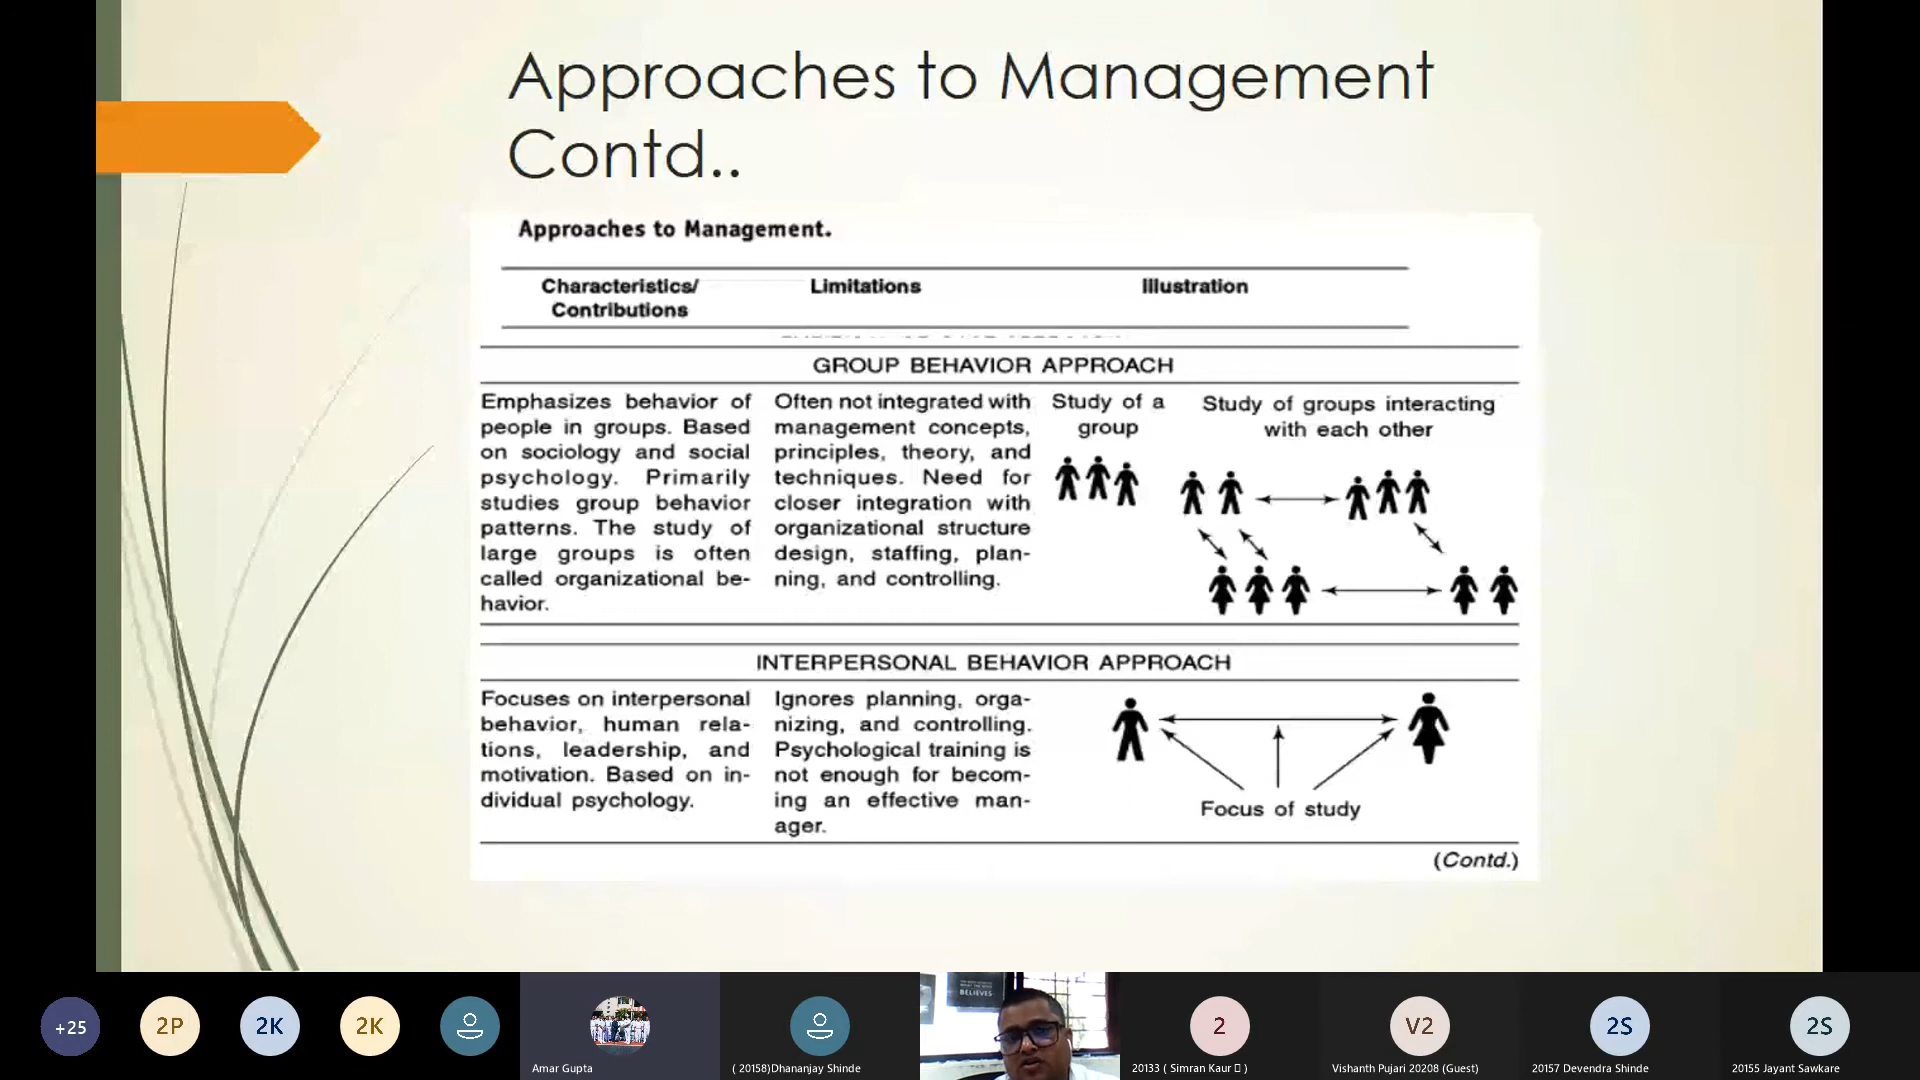 Approaches to Management
Contd..
Approaches to Management.
Characteristics/
Contributions
Limitations
Illustration
GROUP BEHAVIOR APPROACH
Emphasizes behavior of
people in groups. Based
on sociology and social
psychology. Primarily
studies group behavior
patterns. The study of
large groups is often
called organizational be-
havior.
Often not integrated with
management concepts,
principles, theory, and
techniques. Need for
closer integration with
organizational structure
design, staffing, plan-
ning, and controlling.
Study of a
group
Study of groups interacting
with each other
INTERPERSONAL BEHAVIOR APPROACH
Focuses on interpersonal
behavior, human rela-
tions, leadership, and
motivation. Based on in-
dividual psychology.
Ignores planning, orga-
nizing, and controlling.
Psychological training is
not enough for becom-
ing an effective man-
ager.
Focus of study
(Contd.)
+25
2P
2K
2K
Amar Gupta
( 20158)Dhananjay Shinde
BELIEVES
2
20133 ( Simran Kaur )
V2
Vishanth Pujari 20208 (Guest)
2S
20157 Devendra Shinde
2S
20155 Jayant Sawkare